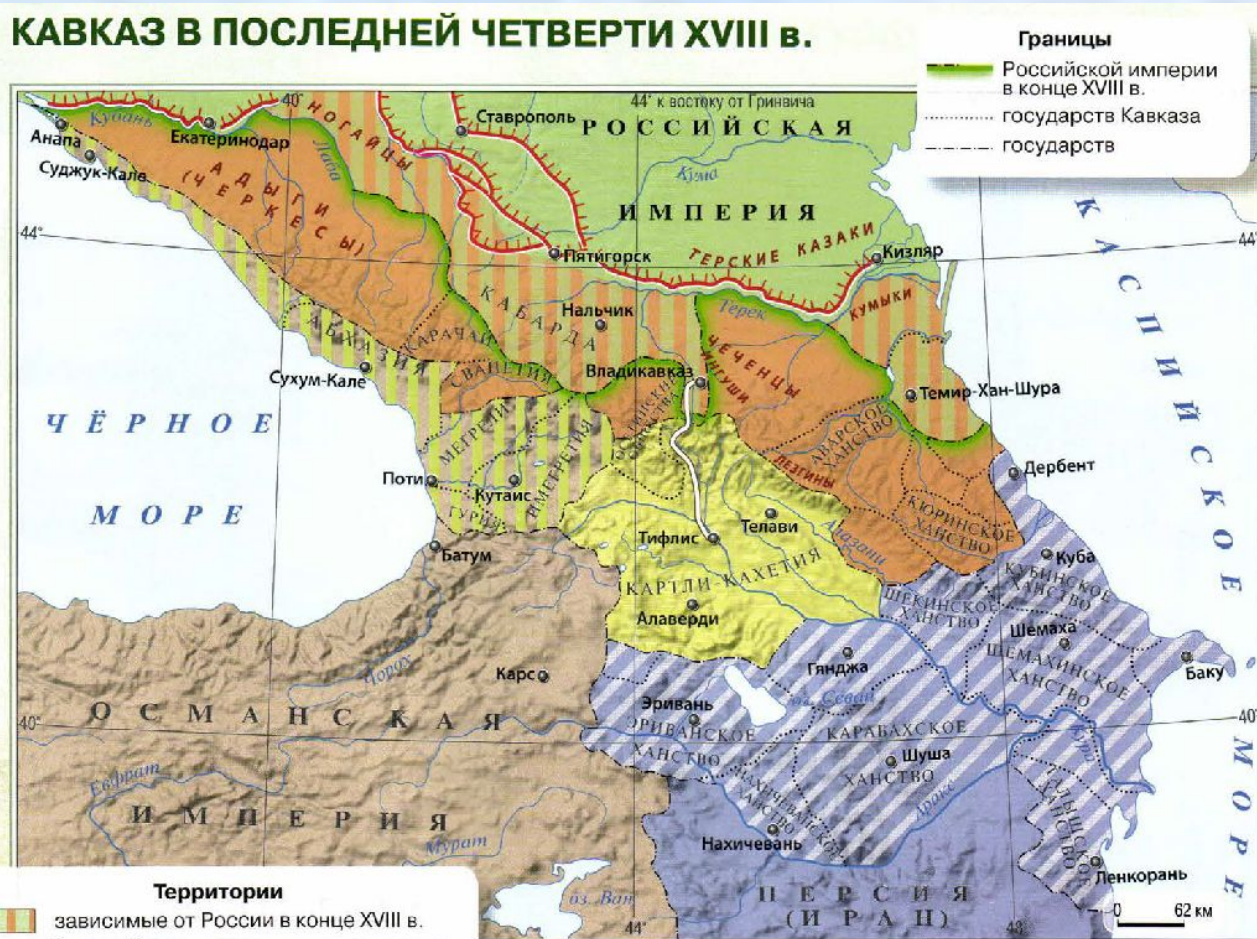 КАВКАЗ В ПОСЛЕДНЕЙ ЧЕТВЕРТИ XVIII в.
Границы
Российской империи
в конце XVIII в.
государств Кавказа
государств
40°
44° к востоку от Гринвича
Ставрополь
РОССИЙСКАЯ
ИМПЕРИЯ
НОГАЙЦЫ
Кубань
Анапа
Екатеринодар
Лаба
Суджук-Кале
АДЫГИ
(ЧЕРКЕСЫ)
Кума
44°
44°
Пятигорск
ТЕРСКИЕ КАЗАКИ
Кизляр
КАСПИЙСКОЕ
МОРЕ
КАБАРДА
Нальчик
Терек
КУМЫКИ
АБХАЗИЯ
КАРАЧАЙ
СВАНЕТИЯ
Сухум-Кале
Владикавказ
ИНГУШИ
ЧЕЧЕНЦЫ
Темир-Хан-Шура
ЧЁРНОЕ
МОРЕ
МЕГРЕЛИЯ
ИМЕРЕТИЯ
АВАРСКОЕ
ХАНСТВО
ЛЕЗГИНЫ
Дербент
Поти
Кутаис
ГУРИЯ
КЮРИНСКОЕ
ХАНСТВО
Батум
Тифлис
Телави
Алазани
Куба
КУБИНСКОЕ
ХАНСТВО
КАРТЛИ-КАХЕТИЯ
Алаверди
ШЕКИНСКОЕ
ХАНСТВО
Шемаха
ШЕМАХИНСКОЕ
ХАНСТВО
Баку
Гянджа
Чорох
Карс
оз. Севан
Эривань
ЭРИВАНСКОЕ
ХАНСТВО
КАРАБАХСКОЕ
ХАНСТВО
Шуша
40°
40°
ОСМАНСКАЯ
ИМПЕРИЯ
Евфрат
Мурат
Кура
Аракс
НАХИЧЕВАНСКОЕ
ХАНСТВО
Нахичевань
ТАЛЫШСКОЕ
ХАНСТВО
Ленкорань
ПЕРСИЯ
(ИРАН)
оз. Ван
44°
48°
0 62 км
Территории
зависимые от России в конце XVIII в.